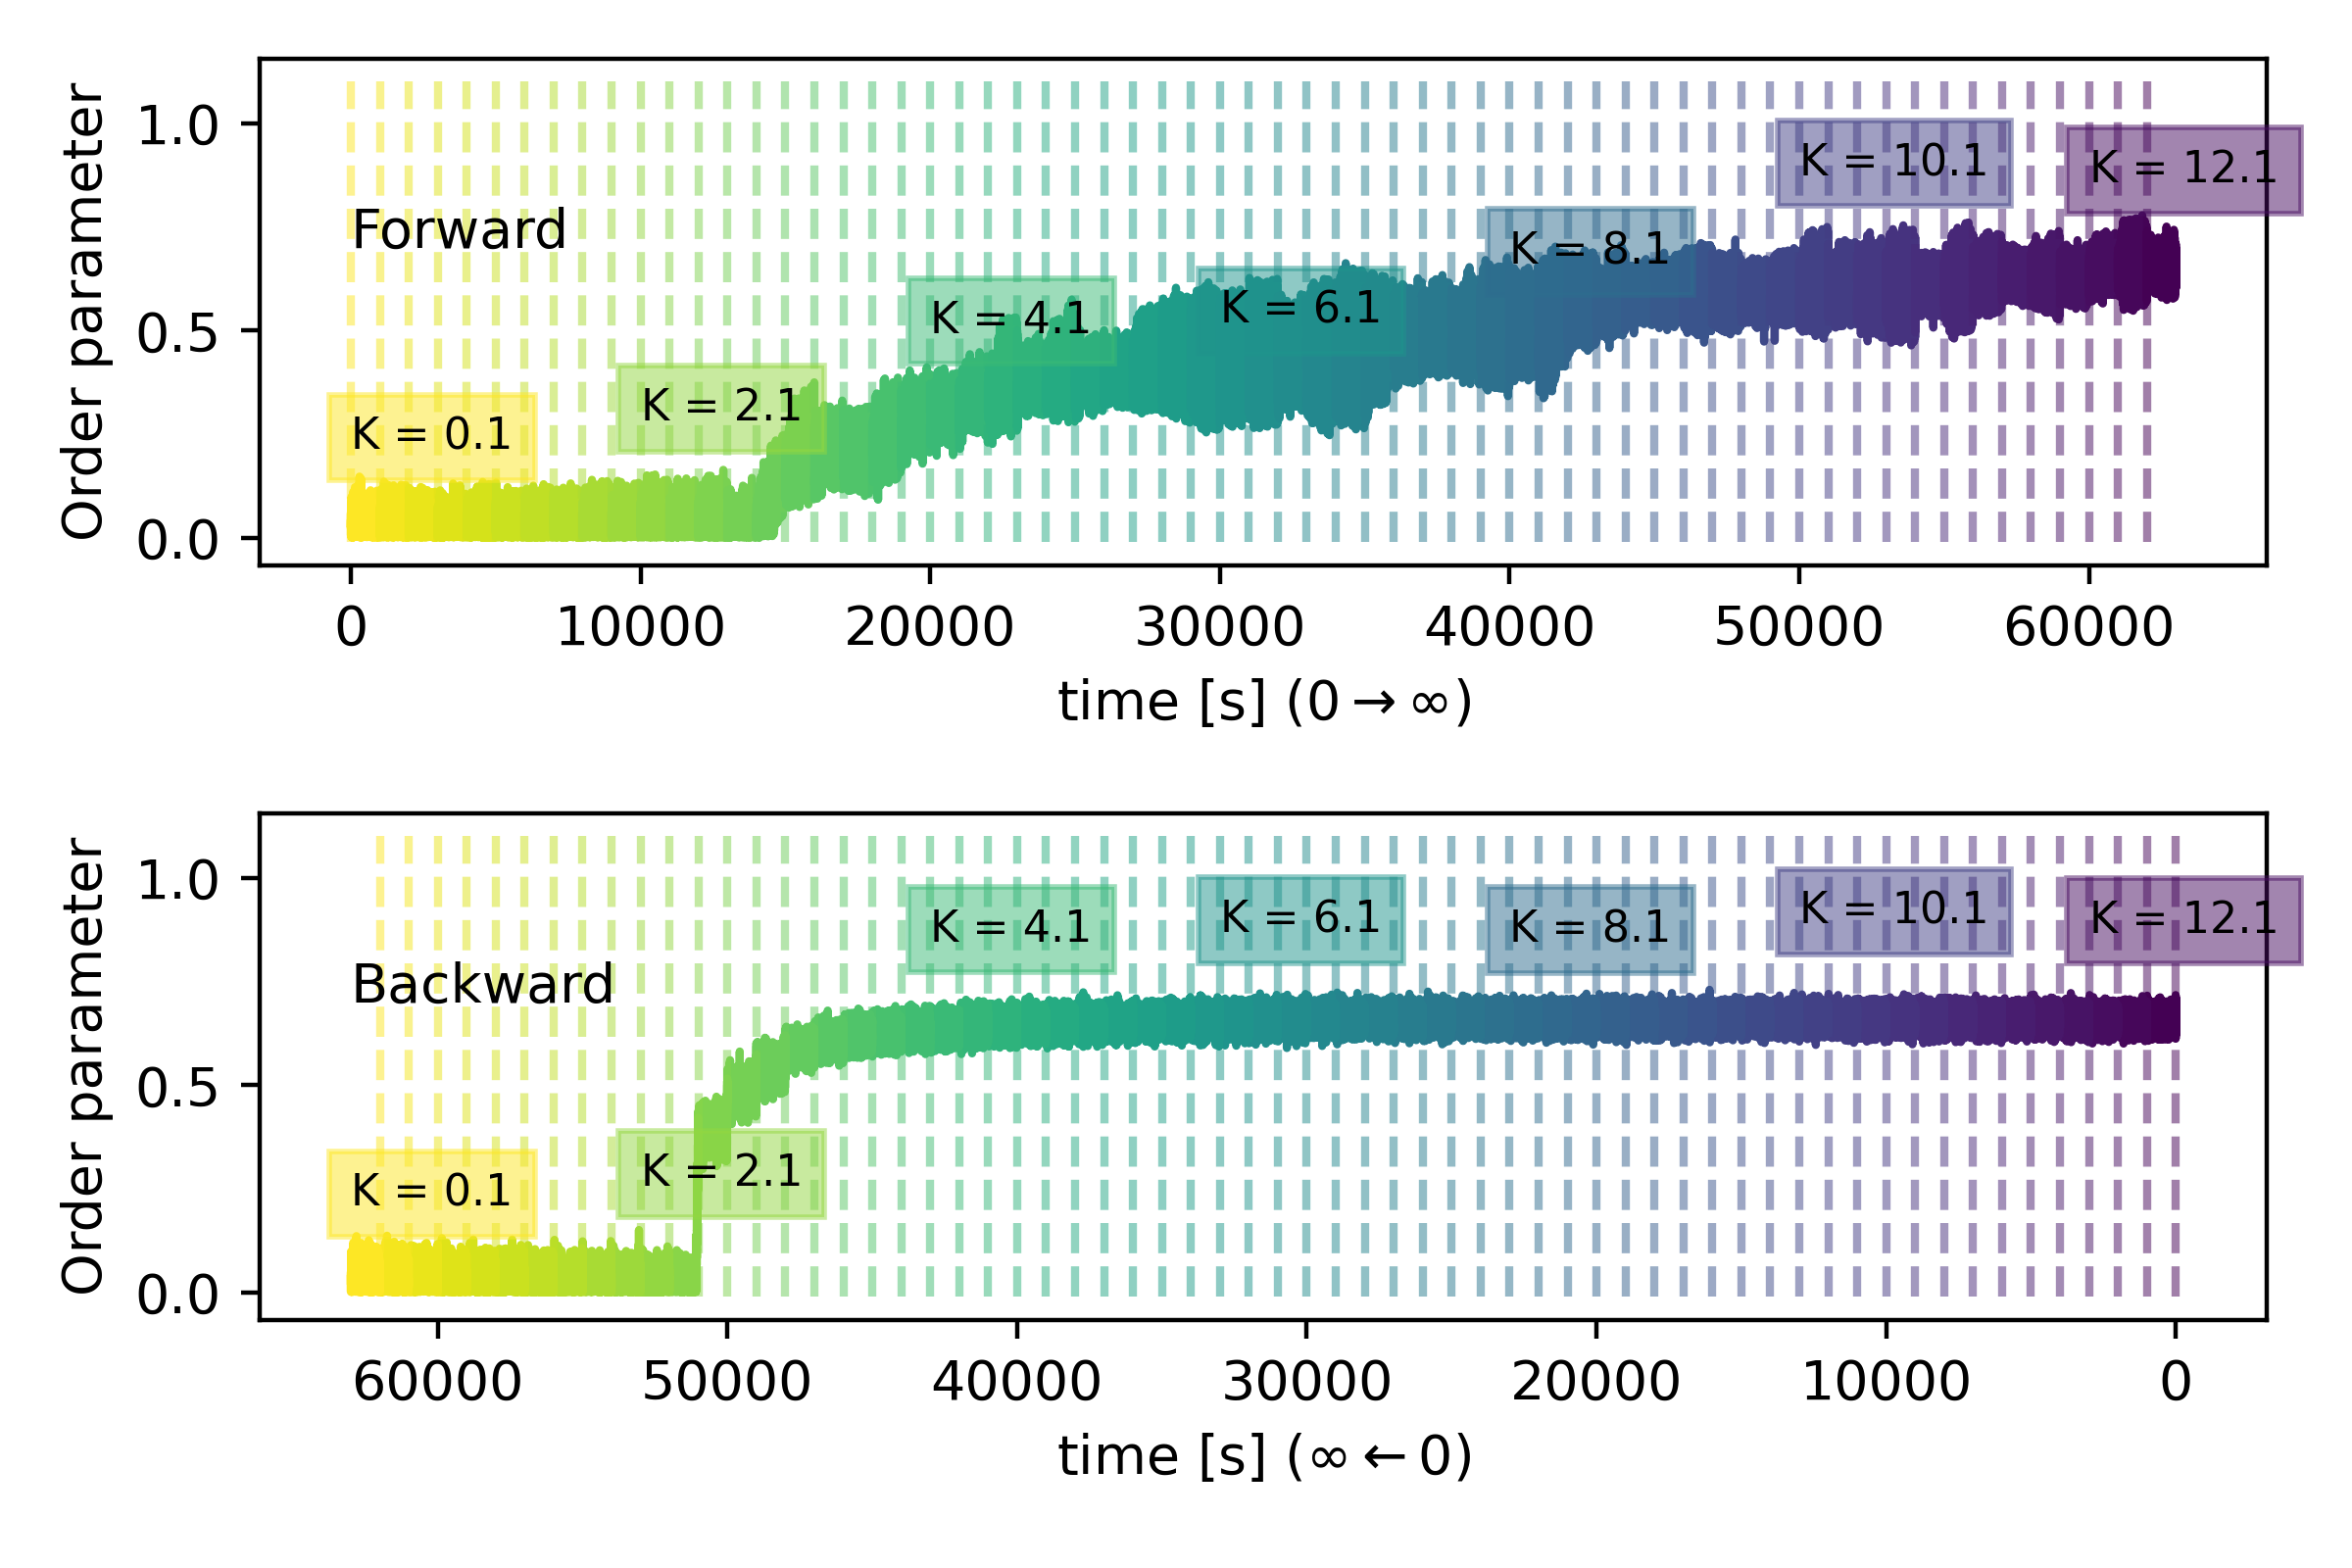 Order parameter
1.0
0.5
0.0
Forward
K = 0.1
K = 2.1
K = 4.1
K = 6.1
K = 8.1
K = 10.1
K = 12.1
0 10000 20000 30000 40000 50000 60000
time [s] (0 → ∞)
Order parameter
1.0
0.5
0.0
Backward
K = 0.1
K = 2.1
K = 4.1
K = 6.1
K = 8.1
K = 10.1
K = 12.1
60000 50000 40000 30000 20000 10000 0
time [s] (∞ ← 0)